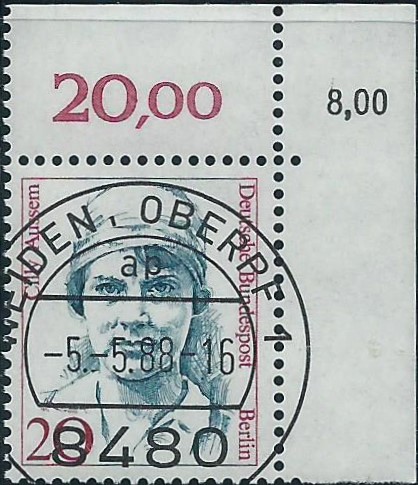 20,00
8,00
Cilly Aussem
Deutsche Bundespost
Berlin
20
WEIDEN, OBERPF 1
ap
-5.-5.88-16
8480